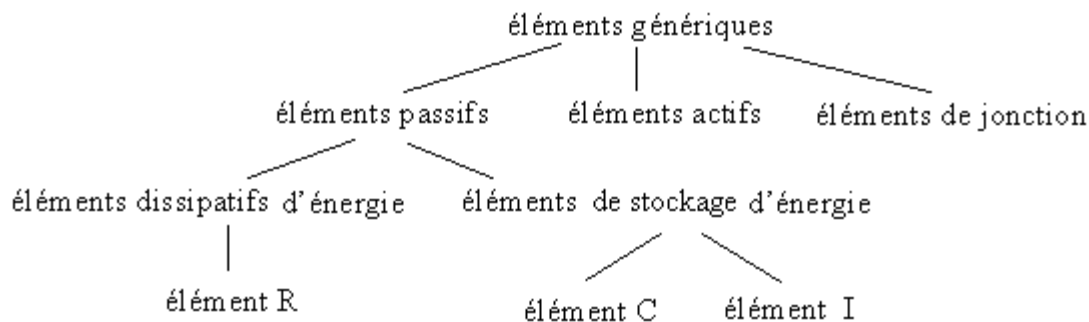 éléments génériques
éléments passifs éléments actifs éléments de jonction
éléments dissipatifs d'énergie éléments de stockage d'énergie
élément R élément C élément I